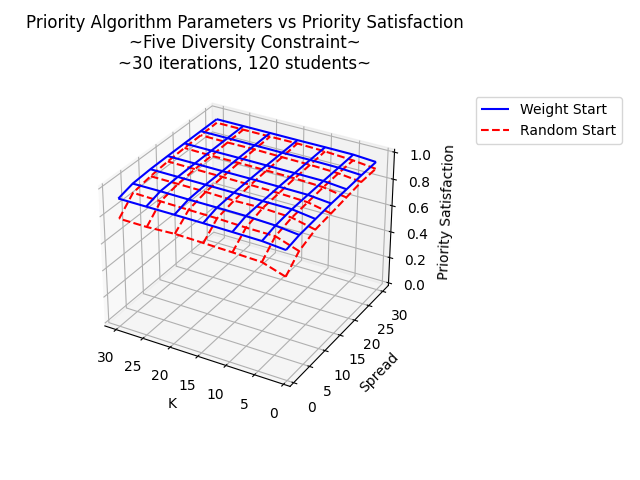 Priority Algorithm Parameters vs Priority Satisfaction
~Five Diversity Constraint~
~30 iterations, 120 students~
Weight Start
Random Start
Priority Satisfaction
1.0
0.8
0.6
0.4
0.2
0.0
30
25
20
15
10
5
0
K
30
25
20
15
10
5
0
Spread